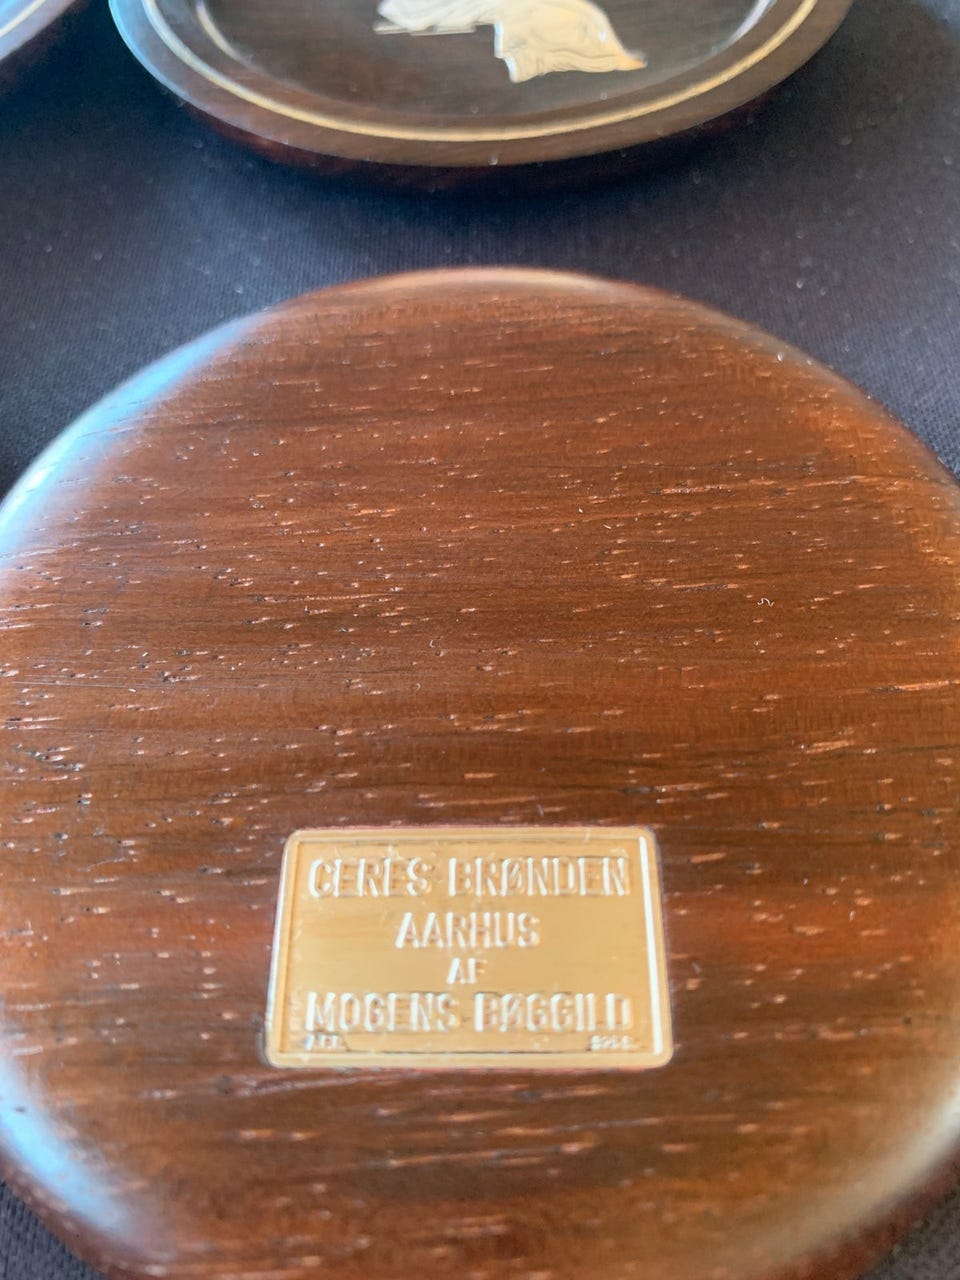 CERES BRØNDEN
AARHUS
AF
MOGENS BØGGILD